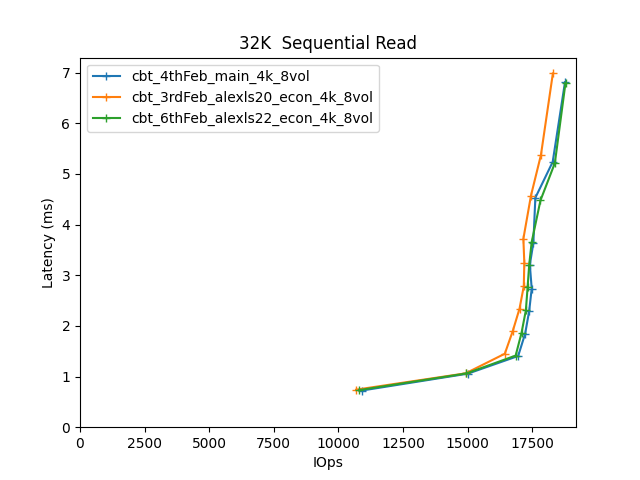 32K  Sequential Read
cbt_4thFeb_main_4k_8vol
cbt_3rdFeb_alexls20_econ_4k_8vol
cbt_6thFeb_alexls22_econ_4k_8vol
Latency (ms)
7
6
5
4
3
2
1
0
0 2500 5000 7500 10000 12500 15000 17500
IOps